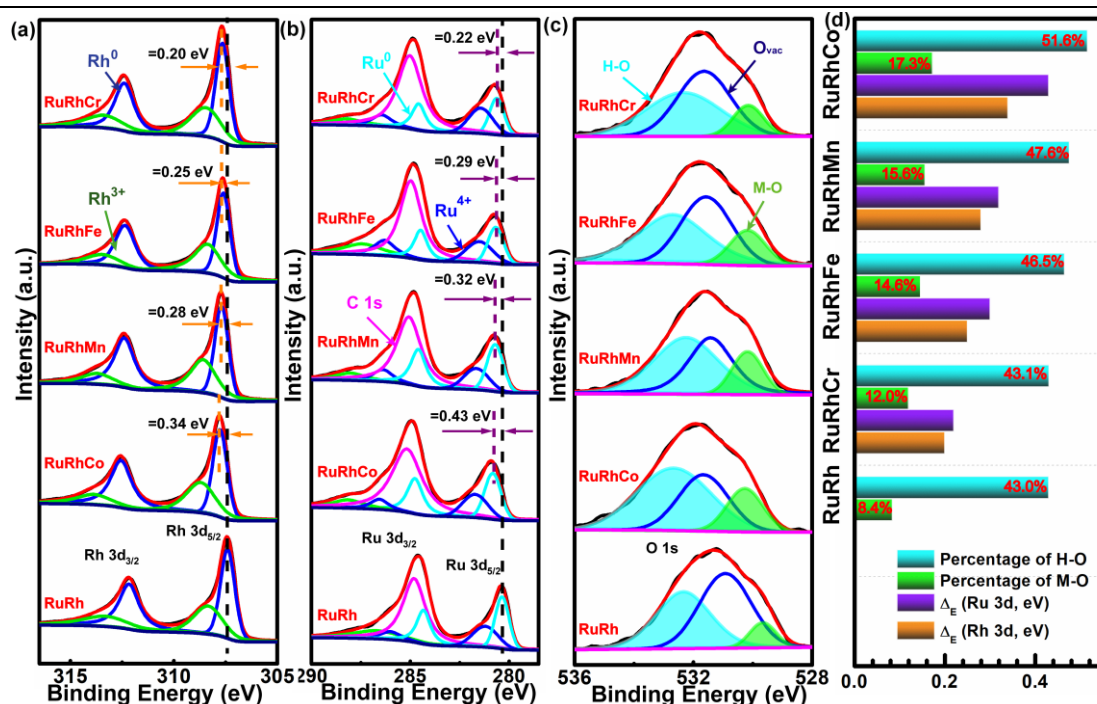 (a)
=0.20 eV
Rh0
RuRhCr
=0.25 eV
Rh3+
RuRhFe
=0.28 eV
RuRhMn
=0.34 eV
RuRhCo
Rh 3d5/2
Rh 3d3/2
RuRh
315 310 305
Binding Energy (eV)
Intensity (a.u.)
(b)
=0.22 eV
Ru0
RuRhCr
=0.29 eV
Ru4+
RuRhFe
=0.32 eV
C 1s
RuRhMn
=0.43 eV
RuRhCo
Ru 3d3/2
Ru 3d5/2
RuRh
290 285 280
Binding Energy (eV)
Intensity (a.u.)
(c)
Ovac
H-O
RuRhCr
M-O
RuRhFe
RuRhMn
RuRhCo
O 1s
RuRh
536 532 528
Binding Energy (eV)
Intensity (a.u.)
(d)
RuRhCo
51.6%
17.3%
RuRhMn
47.6%
15.6%
RuRhFe
46.5%
14.6%
RuRhCr
43.1%
12.0%
RuRh
43.0%
8.4%
Percentage of H-O
Percentage of M-O
ΔE (Ru 3d, eV)
ΔE (Rh 3d, eV)
0.0 0.2 0.4